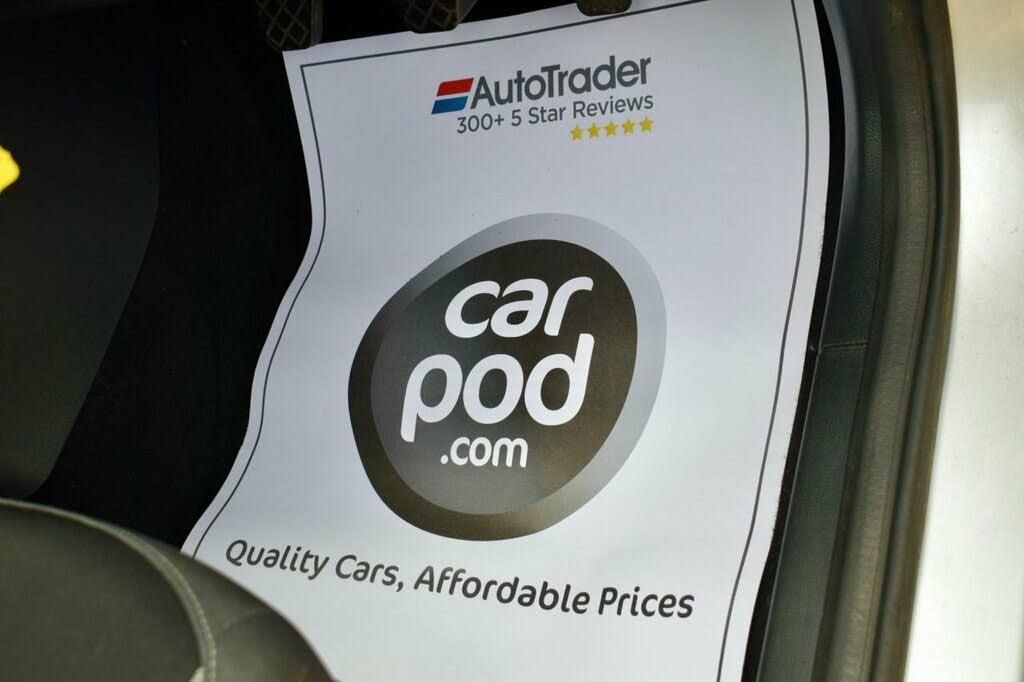 AutoTrader
300+ 5 Star Reviews
car
pod
.com
Quality Cars, Affordable Prices